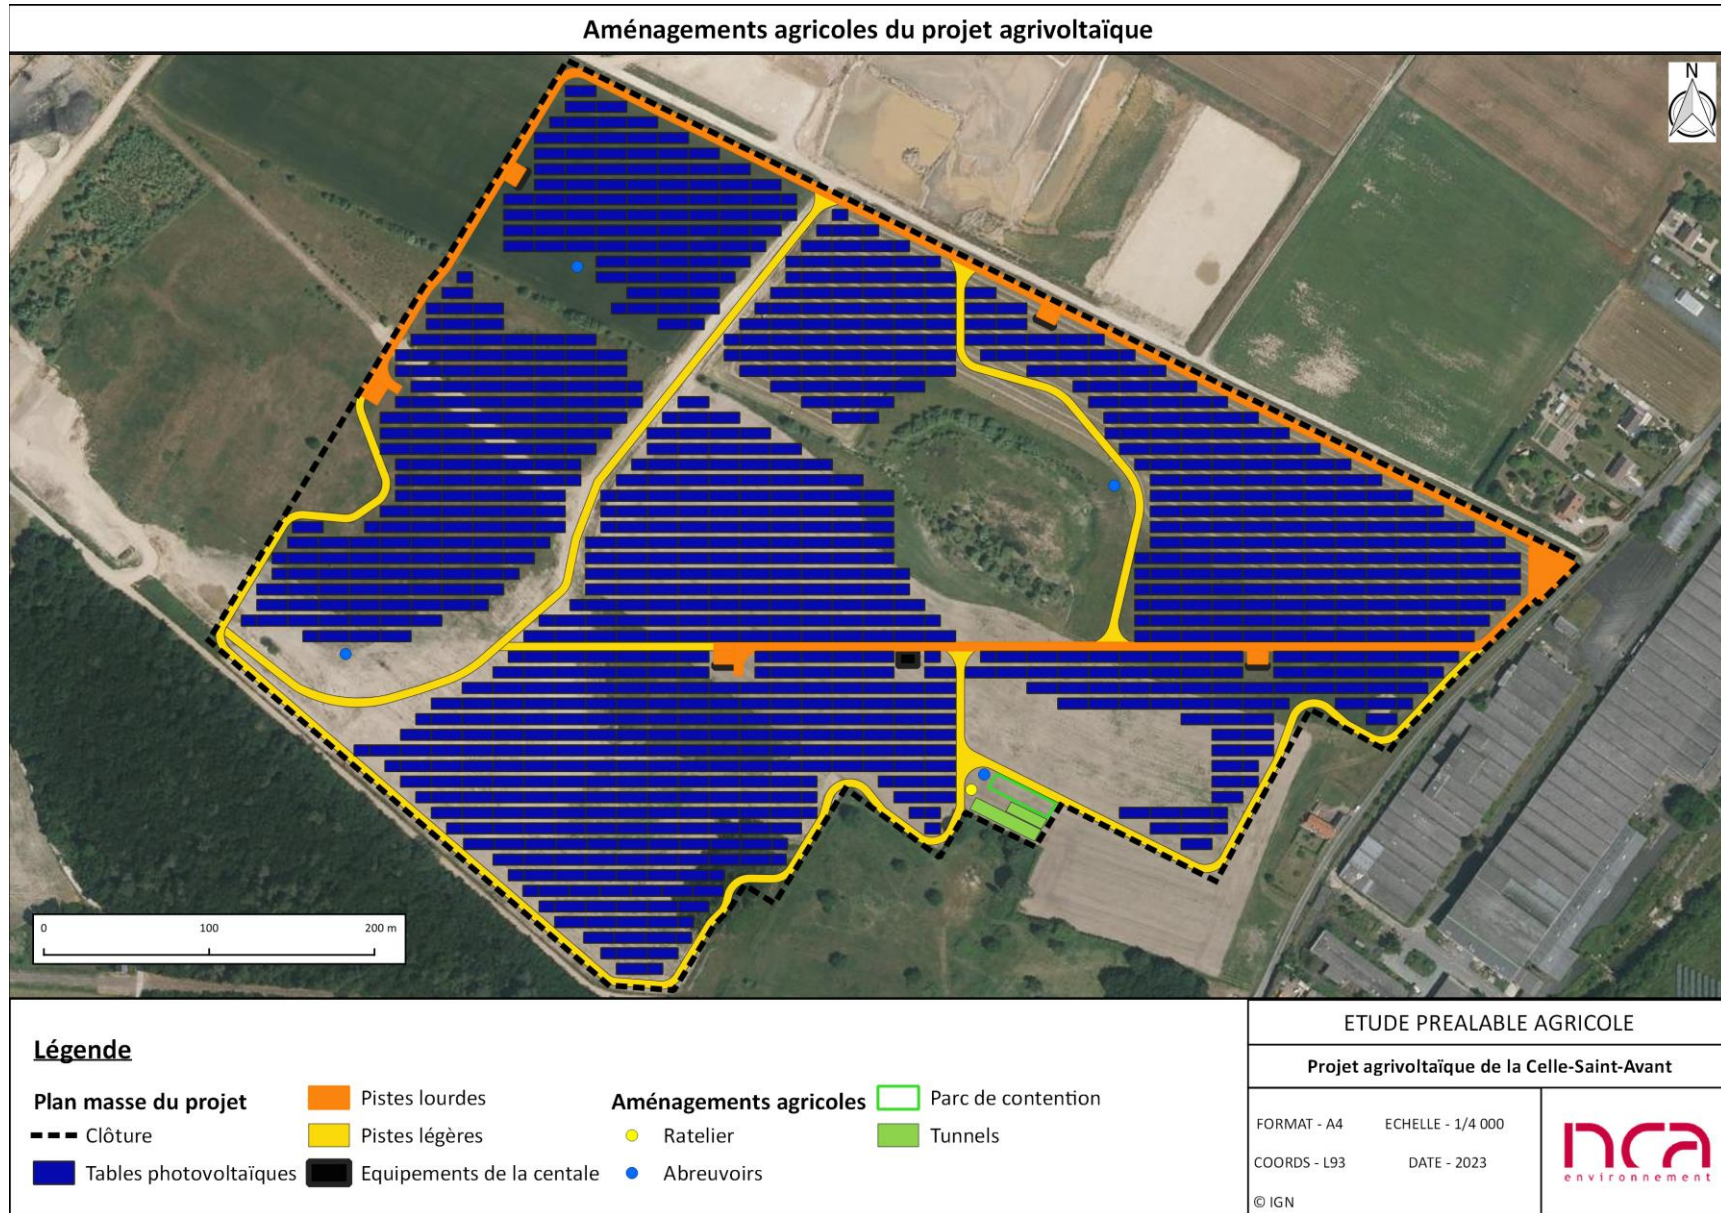 Aménagements agricoles du projet agrivoltaïque
N
0 100 200 m
Légende
Plan masse du projet
Clôture
Tables photovoltaïques
Pistes lourdes
Pistes légères
Equipements de la centale
Aménagements agricoles
Ratelier
Abreuvoirs
Parc de contention
Tunnels
ETUDE PREALABLE AGRICOLE
Projet agrivoltaïque de la Celle-Saint-Avant
FORMAT - A4 ECHELLE - 1/4 000
COORDS - L93 DATE - 2023
© IGN
nca
environnement